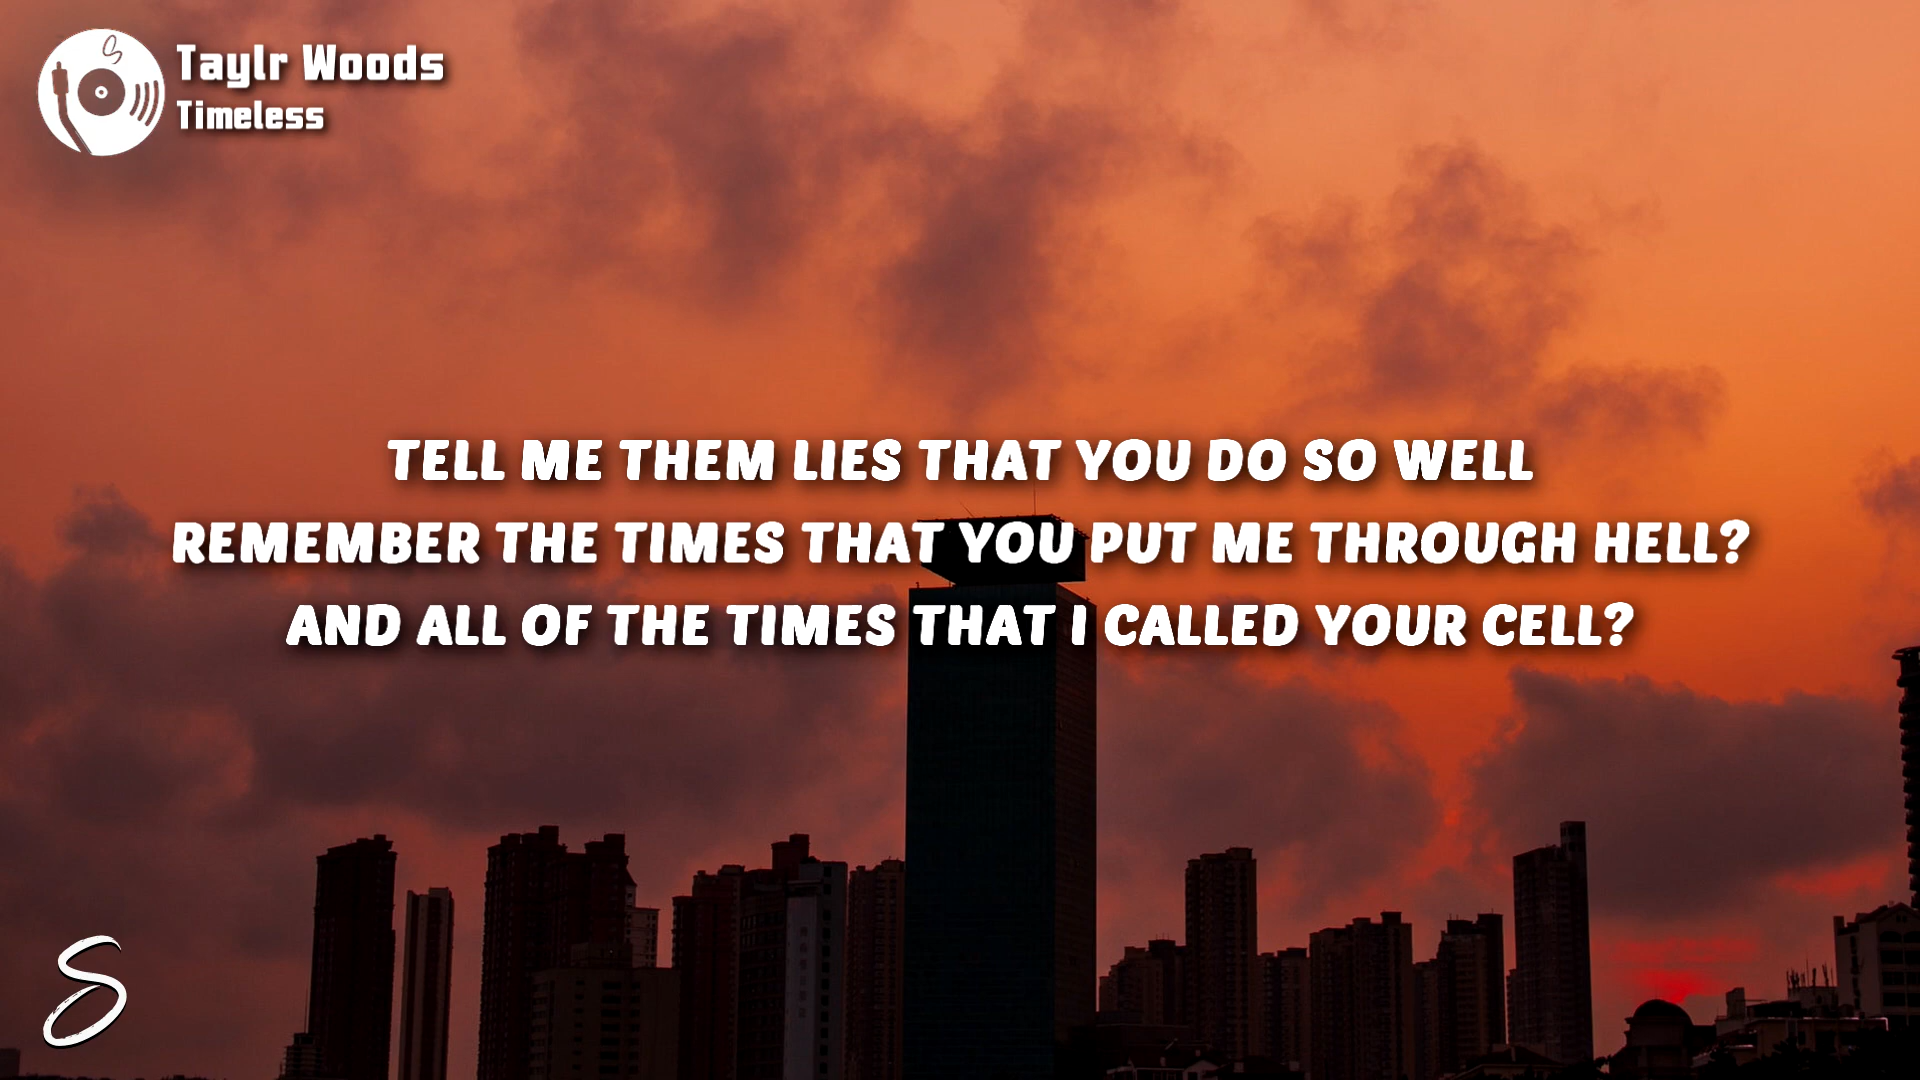 Taylr Woods
Timeless
TELL ME THEM LIES THAT YOU DO SO WELL
REMEMBER THE TIMES THAT YOU PUT ME THROUGH HELL?
AND ALL OF THE TIMES THAT I CALLED YOUR CELL?
S